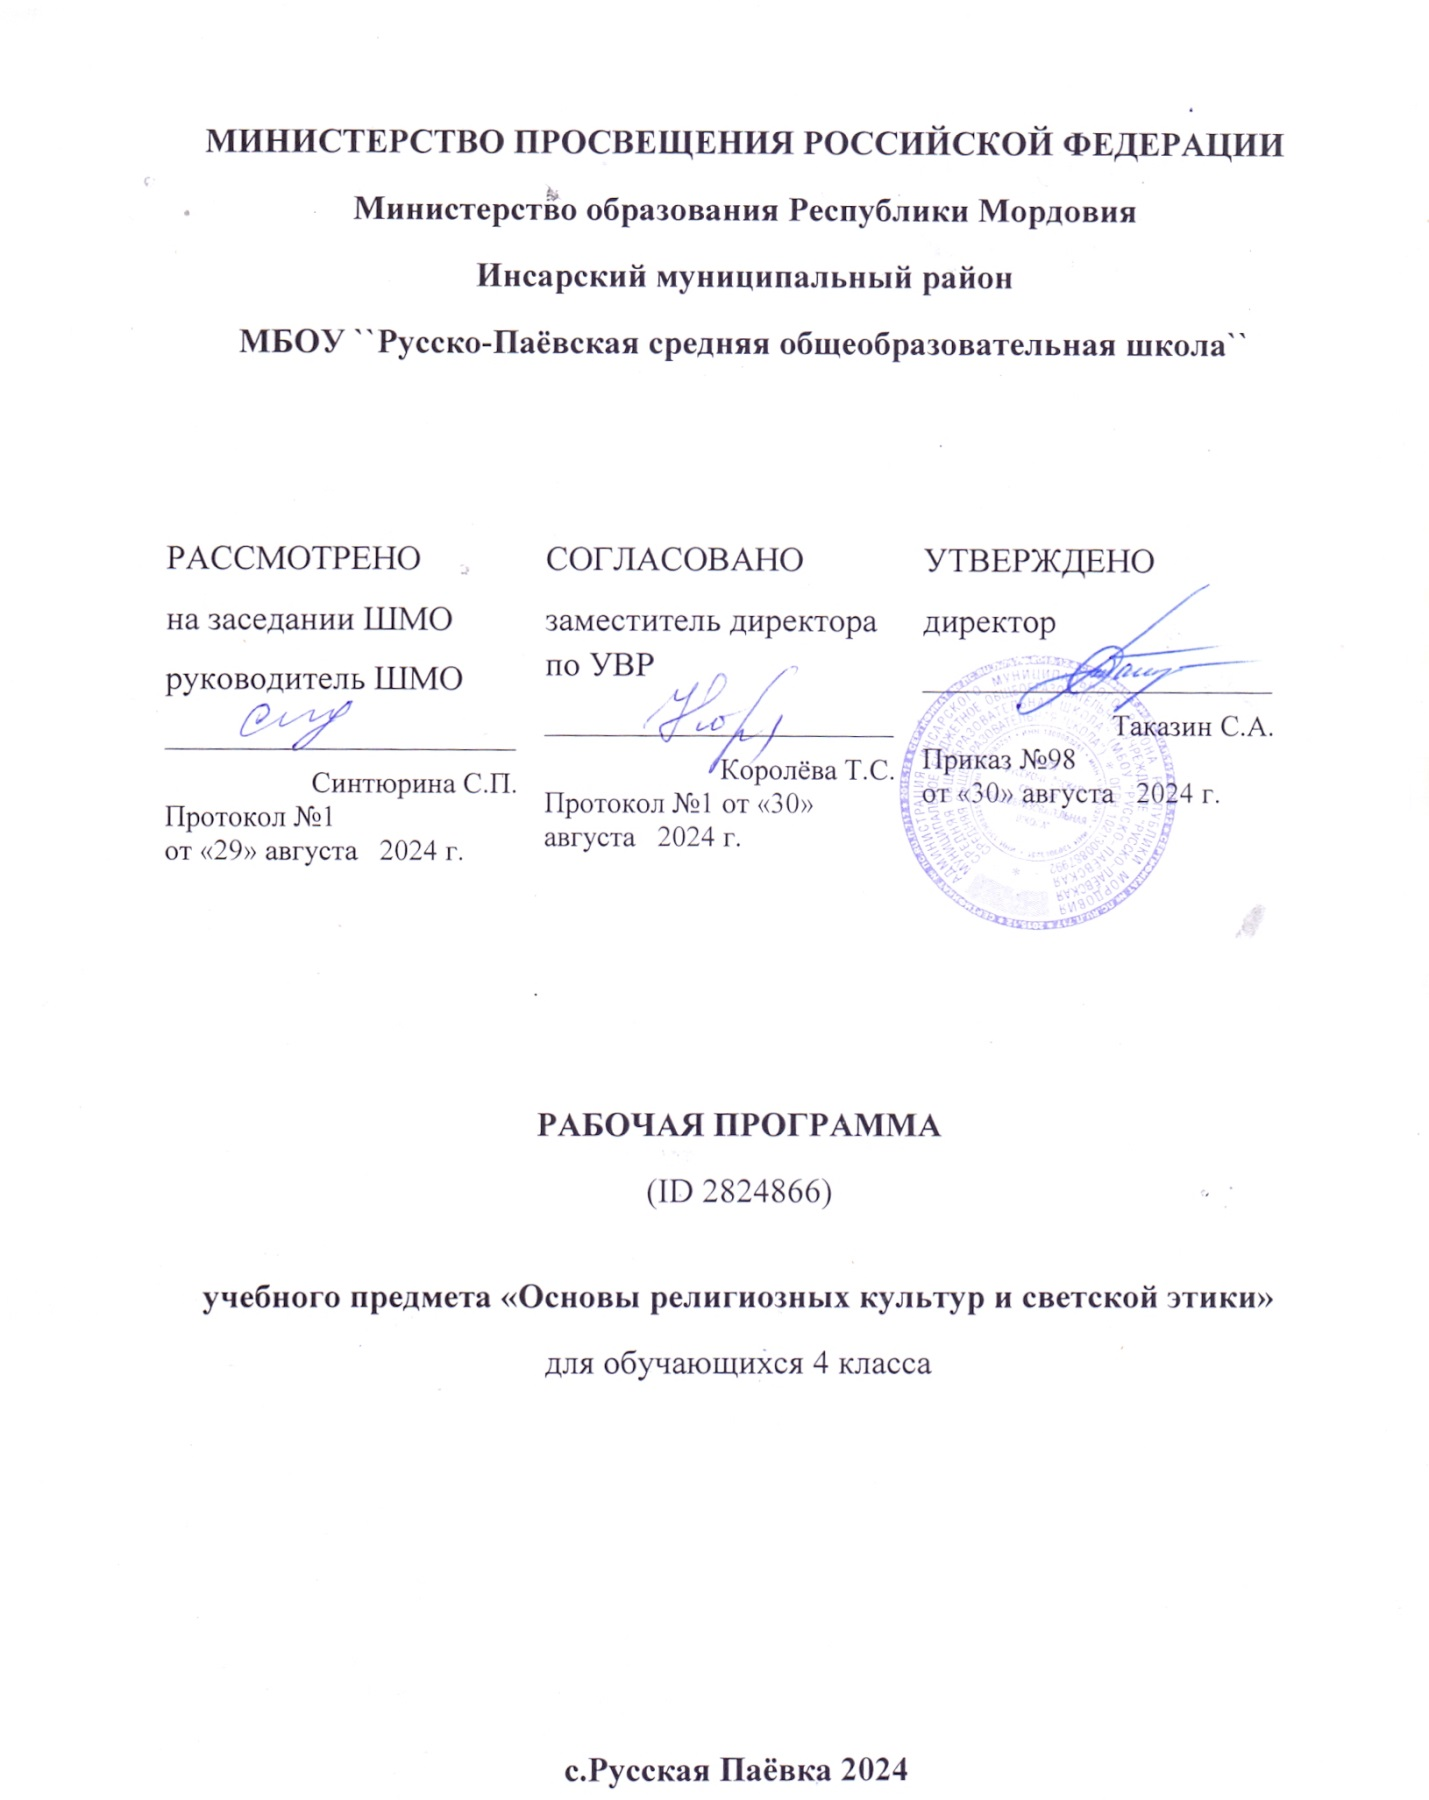 МИНИСТЕРСТВО ПРОСВЕЩЕНИЯ РОССИЙСКОЙ ФЕДЕРАЦИИ
Министерство образования Республики Мордовия
Инсарский муниципальный район
МБОУ ``Русско-Паёвская средняя общеобразовательная школа``
РАССМОТРЕНО
на заседании ШМО
руководитель ШМО
Синтюрина С.П.
Протокол №1
от «29» августа 2024 г.
СОГЛАСОВАНО
заместитель директора
по УВР
Королёва Т.С.
Протокол №1 от «30»
августа 2024 г.
УТВЕРЖДЕНО
директор
Таказин С.А.
Приказ №98
от «30» августа 2024 г.
РАБОЧАЯ ПРОГРАММА
(ID 2824866)
учебного предмета «Основы религиозных культур и светской этики»
для обучающихся 4 класса
с.Русская Паёвка 2024